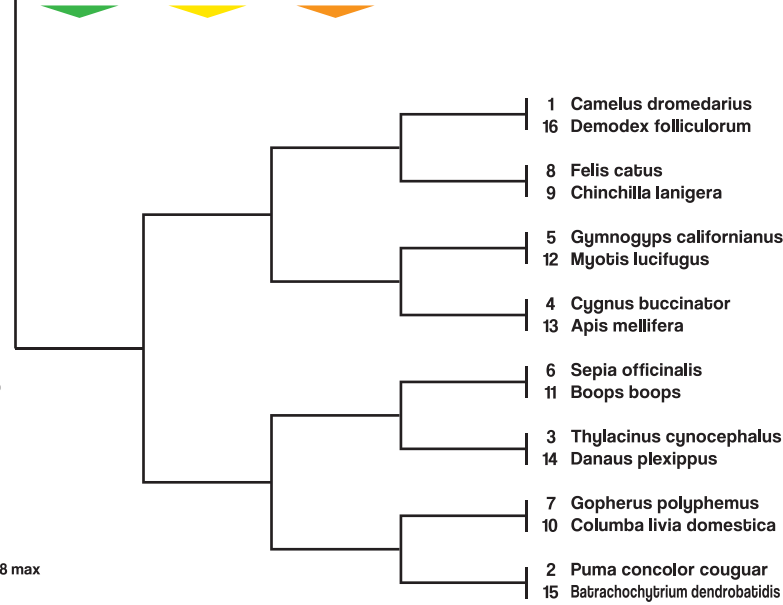 1 Camelus dromedarius
16 Demodex folliculorum
8 Felis catus
9 Chinchilla lanigera
5 Gymnogyps californianus
12 Myotis lucifugus
4 Cygnus buccinator
13 Apis mellifera
6 Sepia officinalis
11 Boops boops
3 Thylacinus cynocephalus
14 Danaus plexippus
7 Gopherus polyphemus
10 Columba livia domestica
2 Puma concolor couguar
15 Batrachochytrium dendrobatidis
8 max